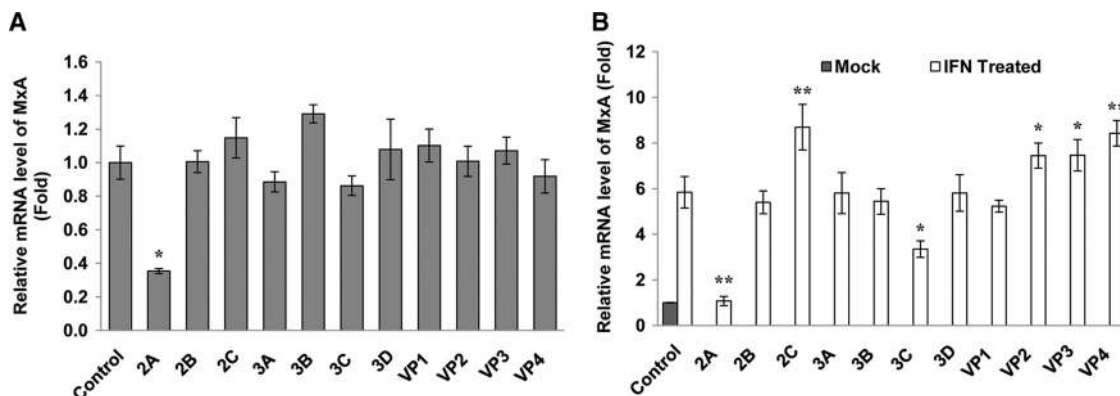 A
Relative mRNA level of MxA
(Fold)
1.6
1.4
1.2
1.0
0.8
0.6
0.4
0.2
0.0
*
Control
2A
2B
2C
3A
3B
3C
3D
VP1
VP2
VP3
VP4
B
Relative mRNA level of MxA (Fold)
12
10
8
6
4
2
0
Mock
IFN Treated
**
**
*
*
*
**
Control
2A
2B
2C
3A
3B
3C
3D
VP1
VP2
VP3
VP4